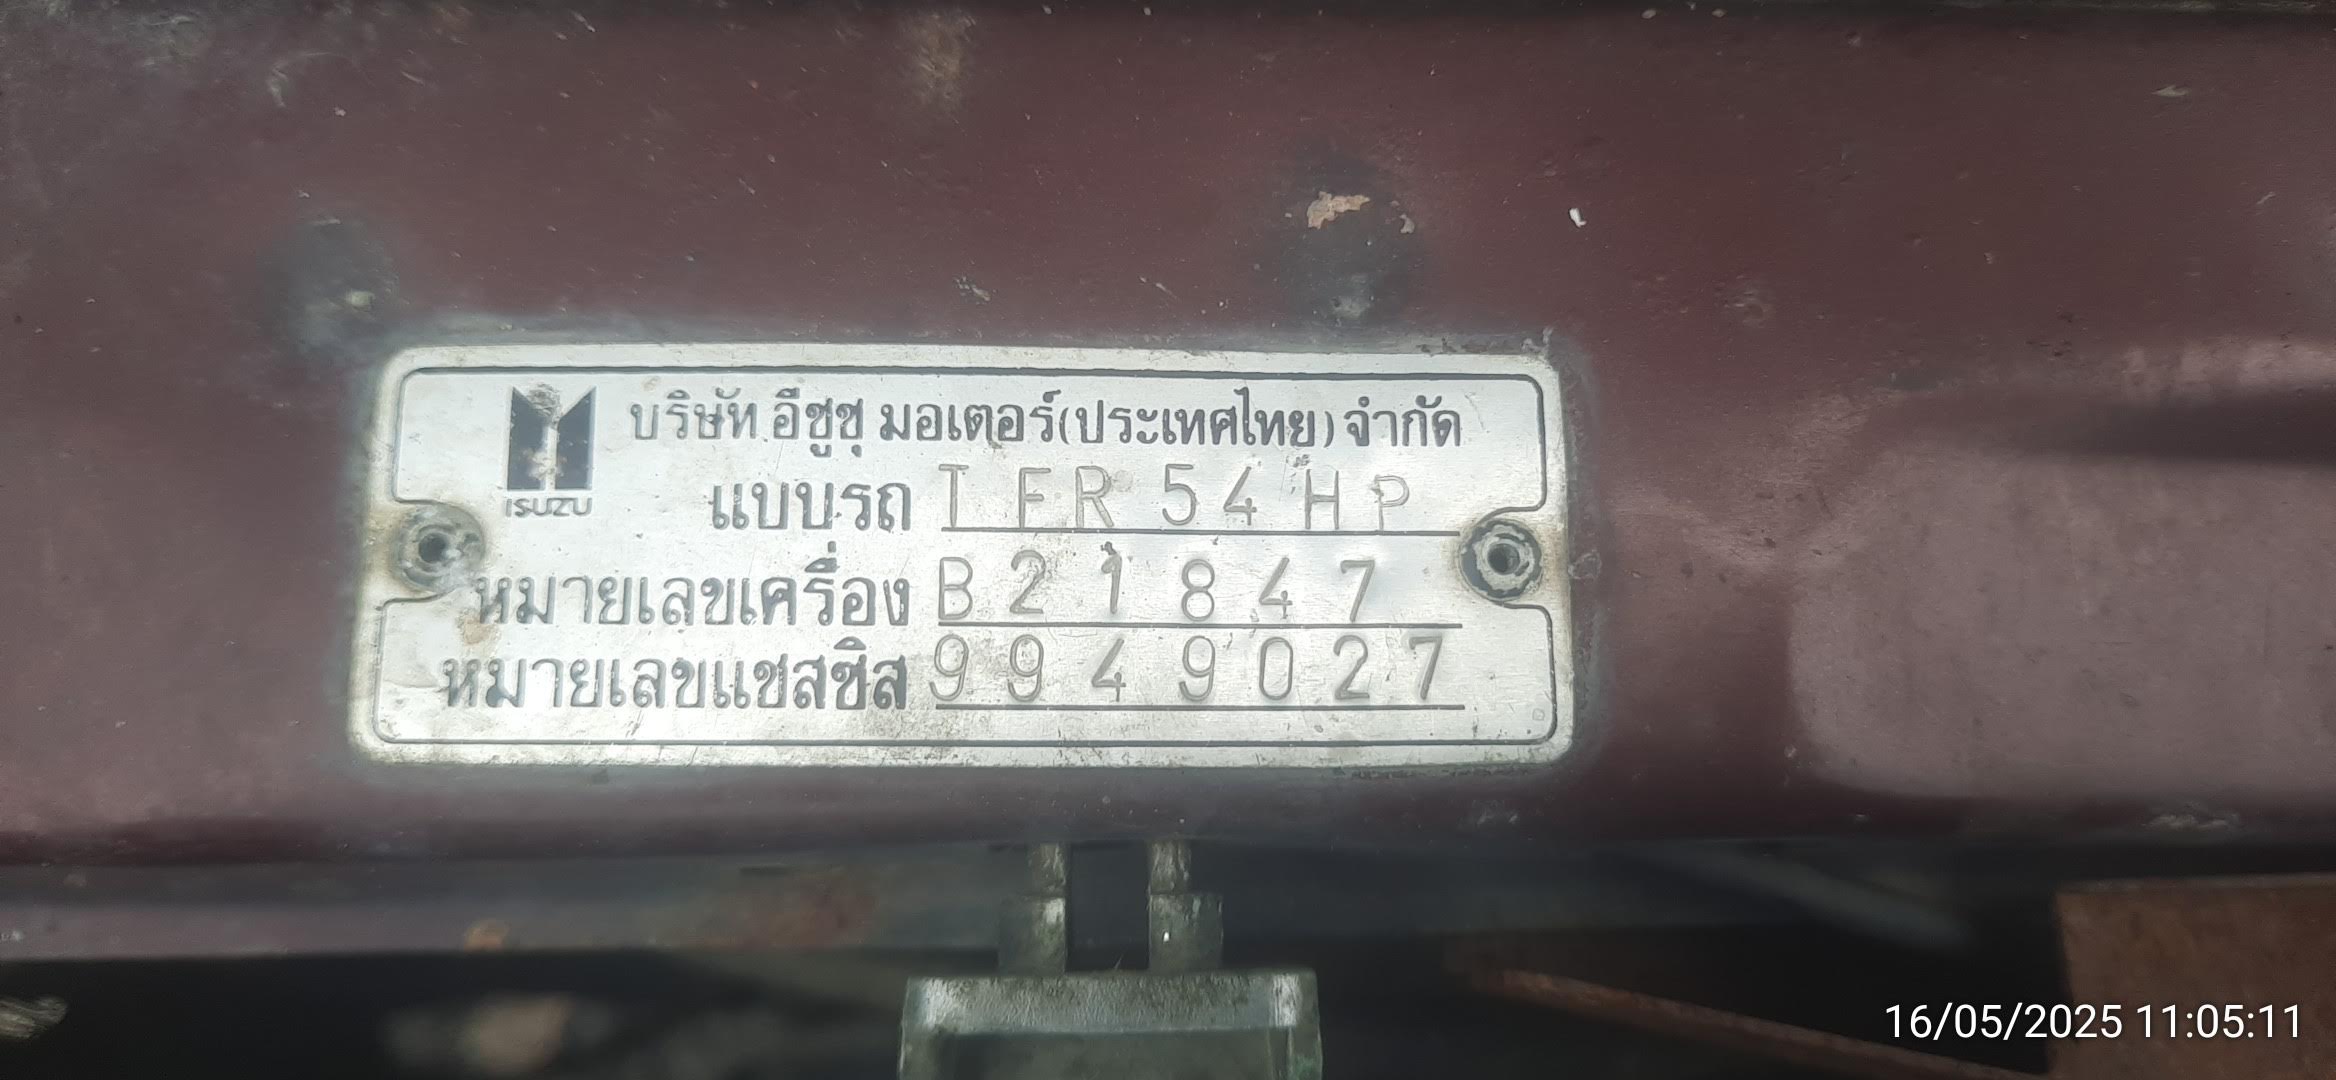 บริษัท อีซูซุ มอเตอร์(ประเทศไทย)จำกัด
ISUZU
แบบรถ TFR 54 HP
หมายเลขเครื่อง B21847
หมายเลขแชสซิส 9949027
16/05/2025 11:05:11